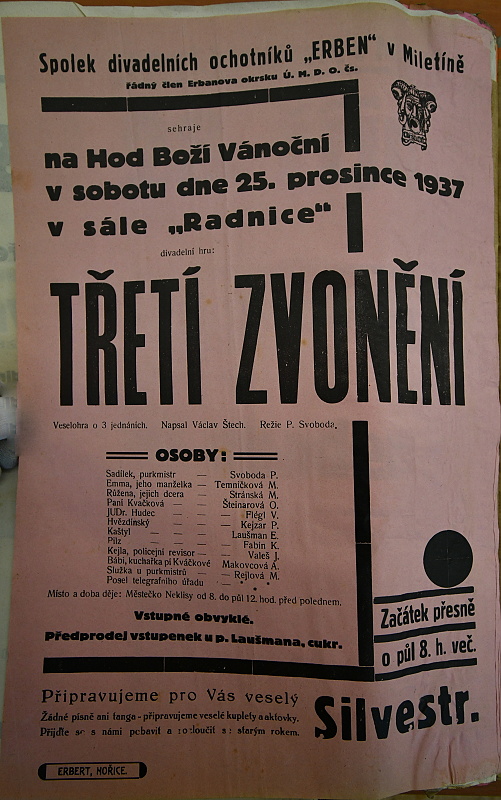 Spolek divadelních ochotníků „ERBEN“ v Miletíně
řádný člen Erbanova okrsku Ú. M. D. O. čs.
sehraje
na Hod Boží Vánoční
v sobotu dne 25. prosince 1937
v sále „Radnice“
divadelní hru:
TŘETÍ ZVONĚNÍ
Veselohra o 3 jednáních. Napsal Václav Štech. Režie P. Svoboda.
OSOBY:
Sadílek, purkmistr — Svoboda P.
Emma, jeho manželka — Temníčková M.
Růžena, jejich dcera — Stránská M.
Paní Kvačková — — Šteinarová O.
JUDr. Hudec — — Flégl V.
Hvězdinský — — Kejzar P.
Kaštyl — — Laušman E.
Pilz — — — Fabin K.
Kejla, policejní revisor — Valeš J.
Bábi, kuchařka pí Kváčkové Makovcová A.
Služka u purkmistrů — Rejlová M.
Posel telegrafního úřadu — * *
Místo a doba děje: Městečko Neklisy od 8. do půl 12. hod. před polednem.
Vstupné obvyklé.
Předprodej vstupenek u p. Laušmana, cukr.
Začátek přesně
o půl 8. h. več.
Připravujeme pro Vás veselý
Silvestr.
Žádné písně ani tanga - připravujeme veselé kuplety a aktovky.
Přijďte se s námi pobavit a rozloučit s: starým rokem.
ERBERT, HOŘICE.